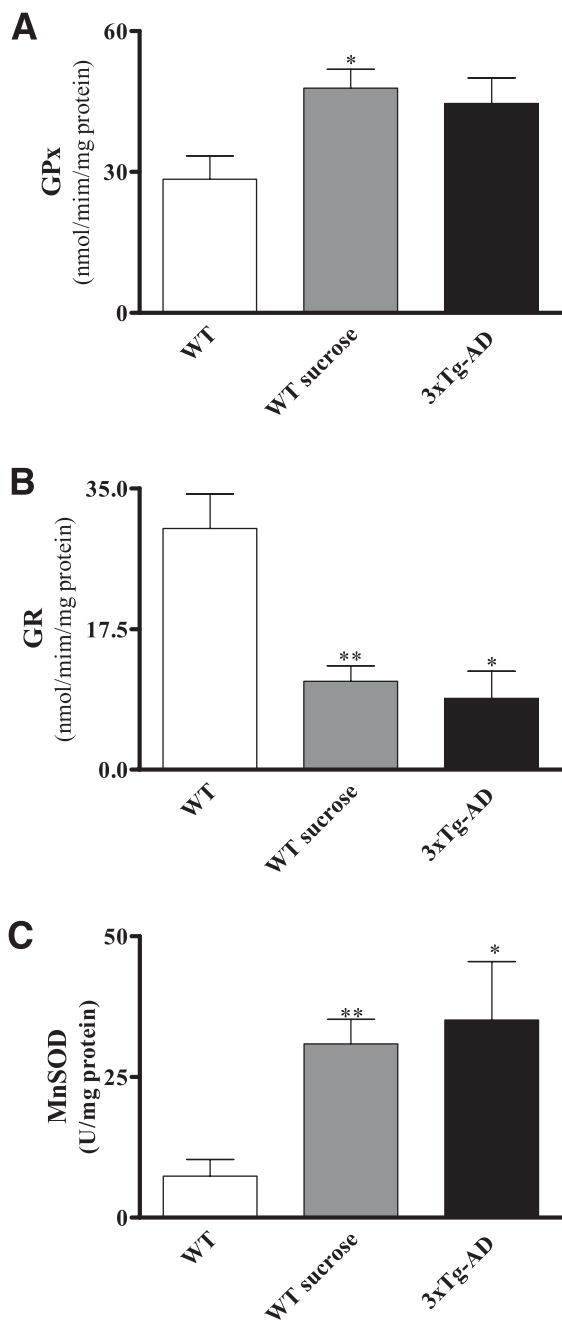 A
60
*
GPx
(nmol/mim/mg protein)
30
0
WT
WT sucrose
3xTg-AD
B
35.0
GR
(nmol/mim/mg protein)
17.5
**
*
0.0
WT
WT sucrose
3xTg-AD
C
50
*
**
MnSOD
(U/mg protein)
25
0
WT
WT sucrose
3xTg-AD